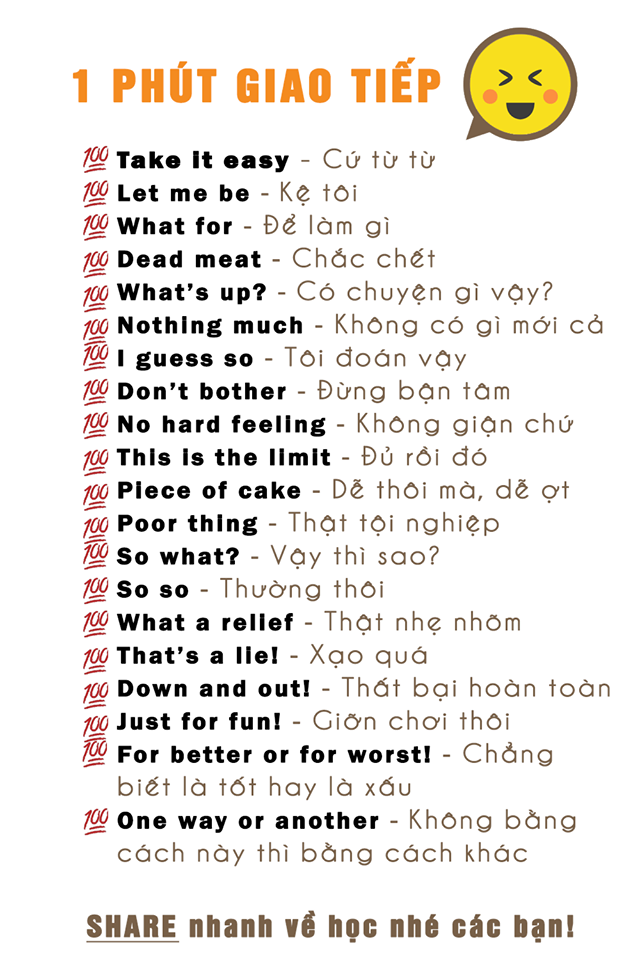 1 PHÚT GIAO TIẾP
💯 Take it easy - Cứ từ từ
💯 Let me be - Kệ tôi
💯 What for - Để làm gì
💯 Dead meat - Chắc chết
💯 What's up? - Có chuyện gì vậy?
💯 Nothing much - Không có gì mới cả
💯 I guess so - Tôi đoán vậy
💯 Don't bother - Đừng bận tâm
💯 No hard feeling - Không giận chứ
💯 This is the limit - Đủ rồi đó
💯 Piece of cake - Dễ thôi mà, dễ ợt
💯 Poor thing - Thật tội nghiệp
💯 So what? - Vậy thì sao?
💯 So so - Thường thôi
💯 What a relief - Thật nhẹ nhõm
💯 That's a lie! - Xạo quá
💯 Down and out! - Thất bại hoàn toàn
💯 Just for fun! - Giỡn chơi thôi
💯 For better or for worst! - Chẳng
biết là tốt hay là xấu
💯 One way or another - Không bằng
cách này thì bằng cách khác
SHARE nhanh về học nhé các bạn!